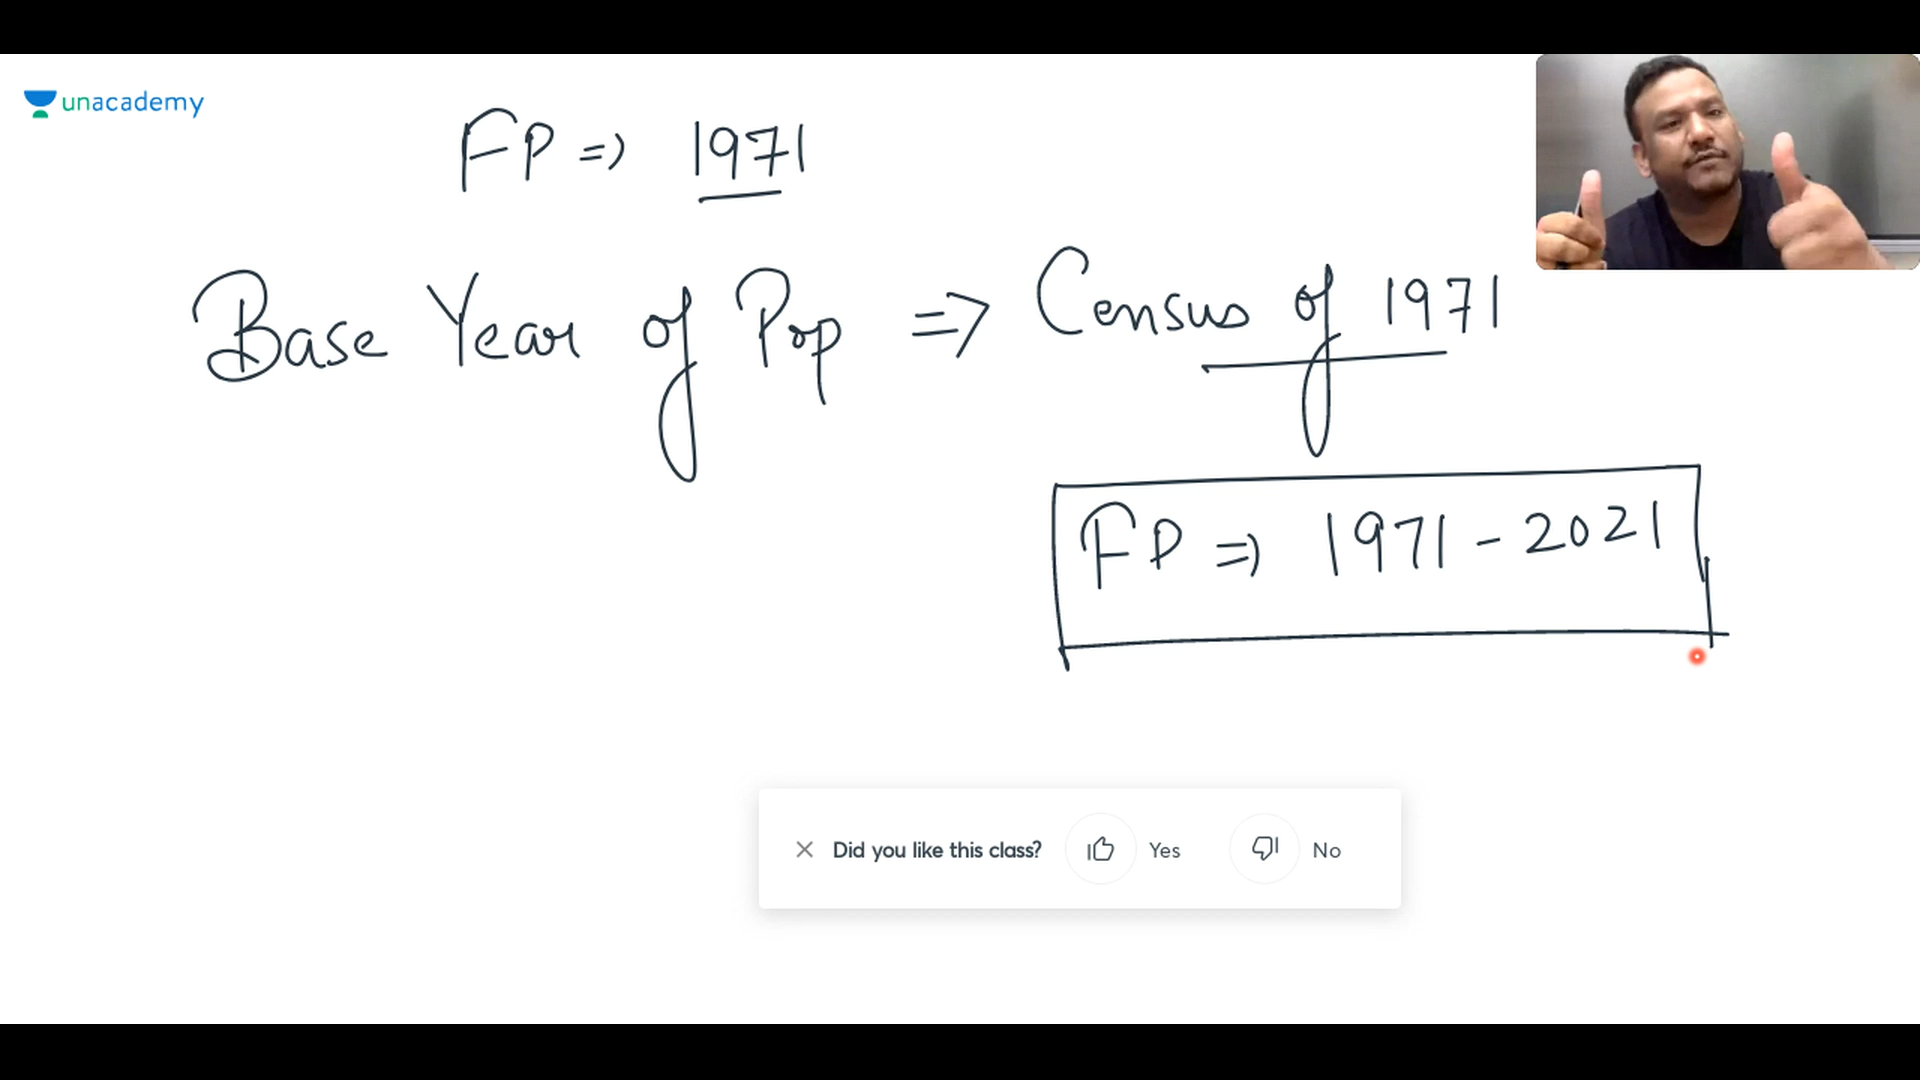 unacademy
FP => 1971
Base Year of Pop => Census of 1971
FP => 1971 - 2021
Did you like this class? Yes No